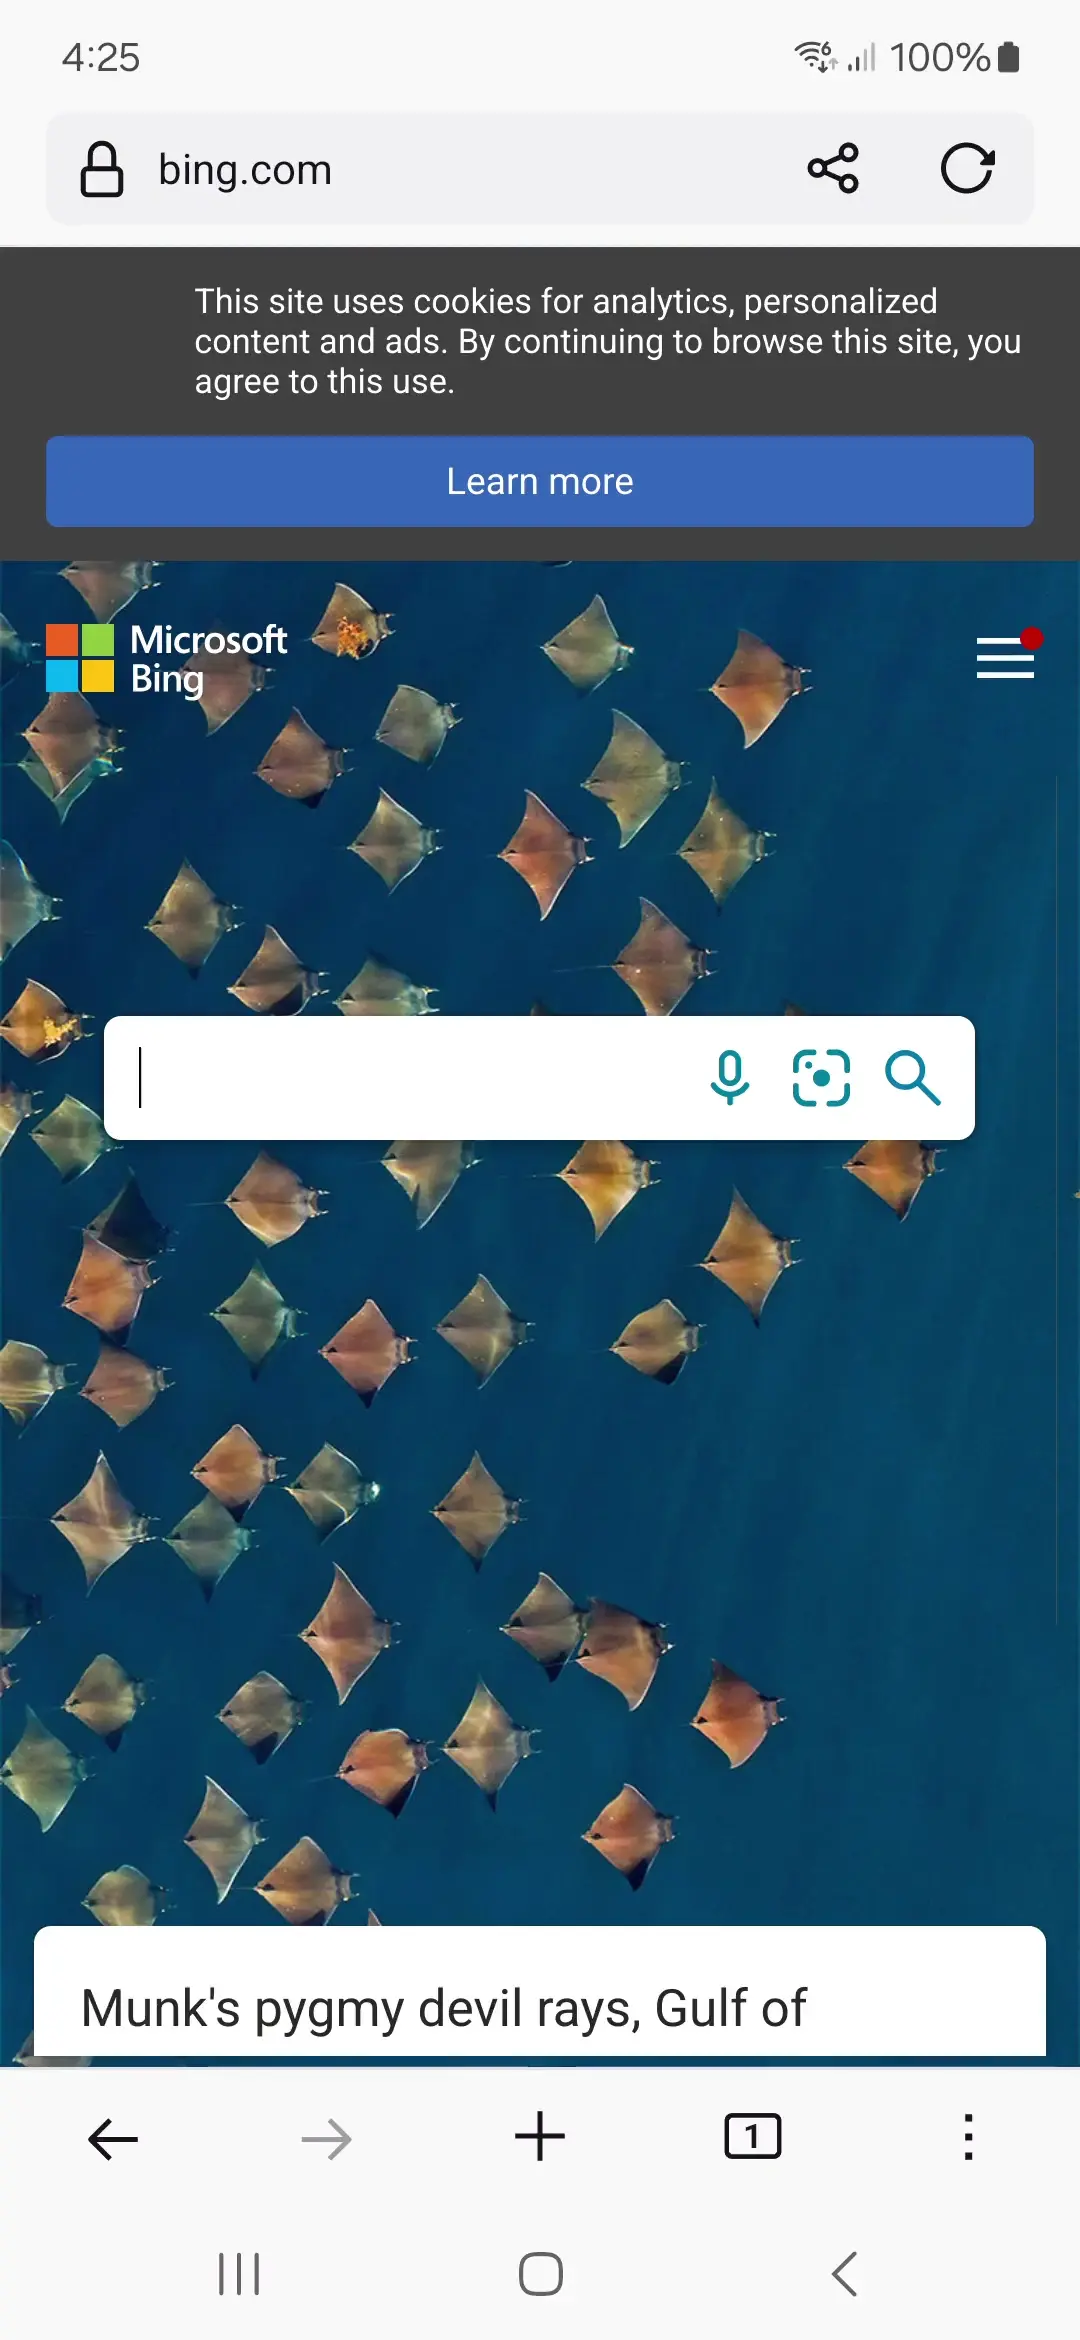 4:25
6
100%
bing.com
This site uses cookies for analytics, personalized
content and ads. By continuing to browse this site, you
agree to this use.
Learn more
Microsoft
Bing
Munk's pygmy devil rays, Gulf of
1